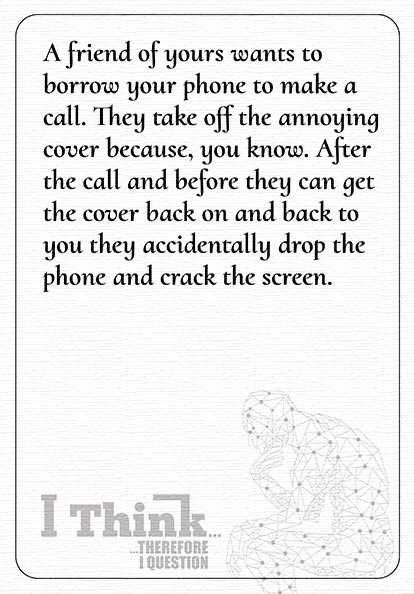 A friend of yours wants to
borrow your phone to make a
call. They take off the annoying
cover because, you know. After
the call and before they can get
the cover back on and back to
you they accidentally drop the
phone and crack the screen.
I Think...
...THEREFORE
I QUESTION